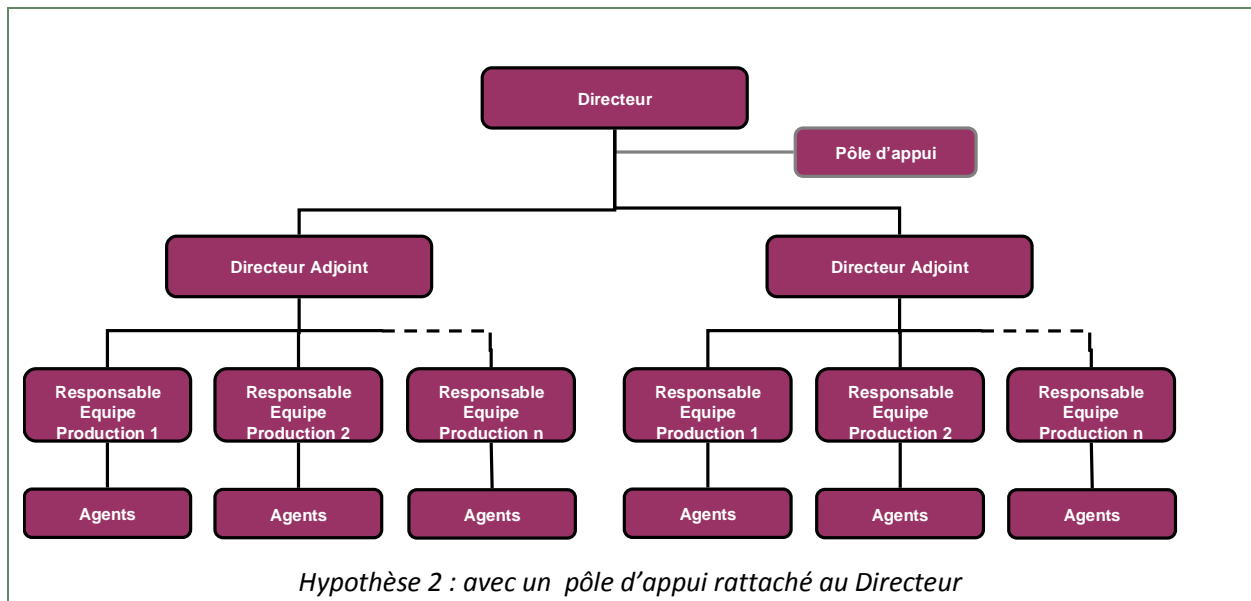 Directeur
Pôle d'appui
Directeur Adjoint
Directeur Adjoint
Responsable
Equipe
Production 1
Responsable
Equipe
Production 2
Responsable
Equipe
Production n
Responsable
Equipe
Production 1
Responsable
Equipe
Production 2
Responsable
Equipe
Production n
Agents
Agents
Agents
Agents
Agents
Agents
Hypothèse 2 : avec un pôle d'appui rattaché au Directeur